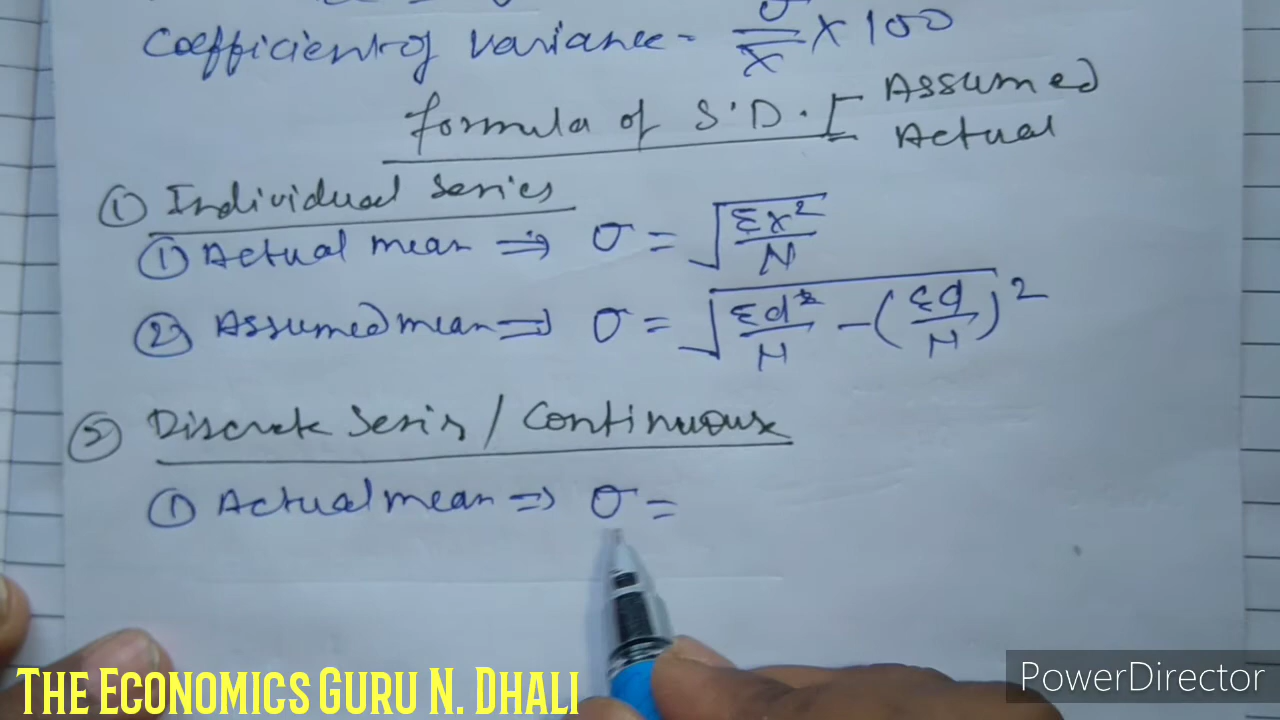 Coefficient of variance = σ/x̄ × 100
formula of S.D. [ Assumed
Actual
① Individual Series
① Actual mean ⇒ σ = √(Σx²/N)
② Assumed mean ⇒ σ = √(Σd²/N - (Σd/N)²)
② Discrete Series / Continuous
① Actual mean ⇒ σ =
THE ECONOMICS GURU N. DHALI
PowerDirector